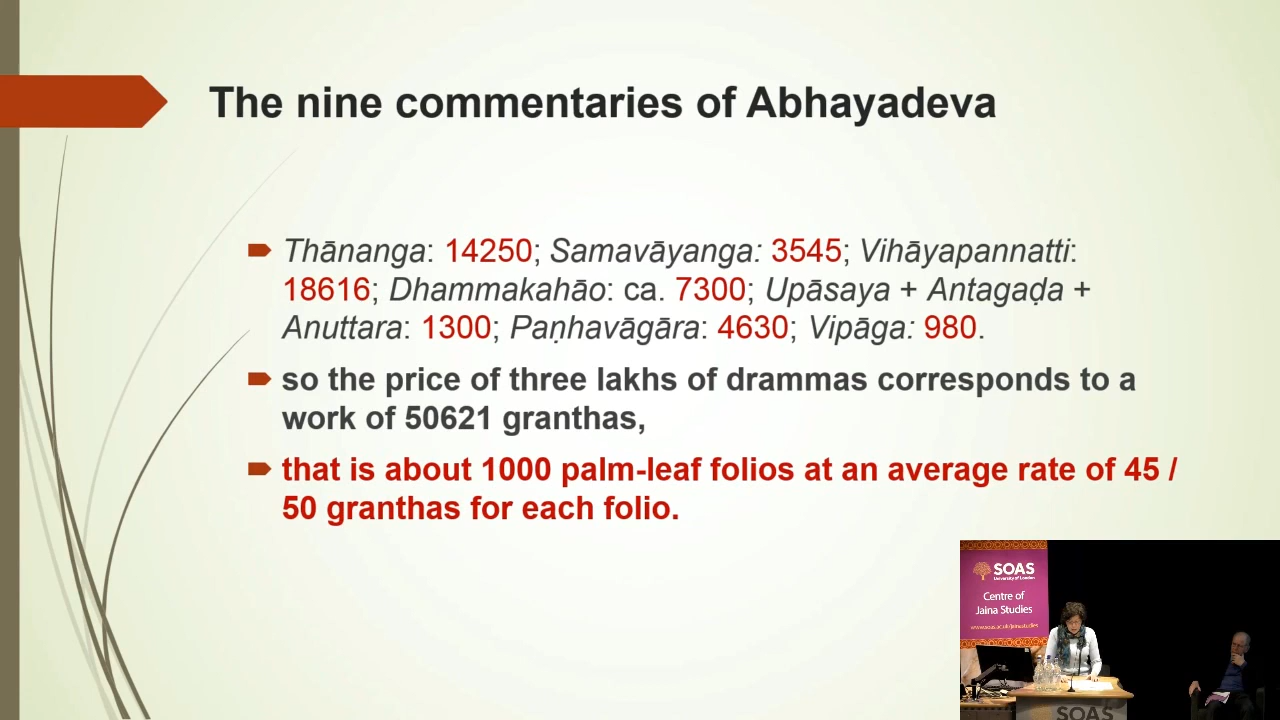 The nine commentaries of Abhayadeva
Thānanga: 14250; Samavāyanga: 3545; Vihāyapannatti:
18616; Dhammakahāo: ca. 7300; Upāsaya + Antagaḍa +
Anuttara: 1300; Paṇhavāgāra: 4630; Vipāga: 980.
so the price of three lakhs of drammas corresponds to a
work of 50621 granthas,
that is about 1000 palm-leaf folios at an average rate of 45 /
50 granthas for each folio.
SOAS
University of London
Centre of
Jaina Studies
www.soas.ac.uk/jainastudies
SOAS